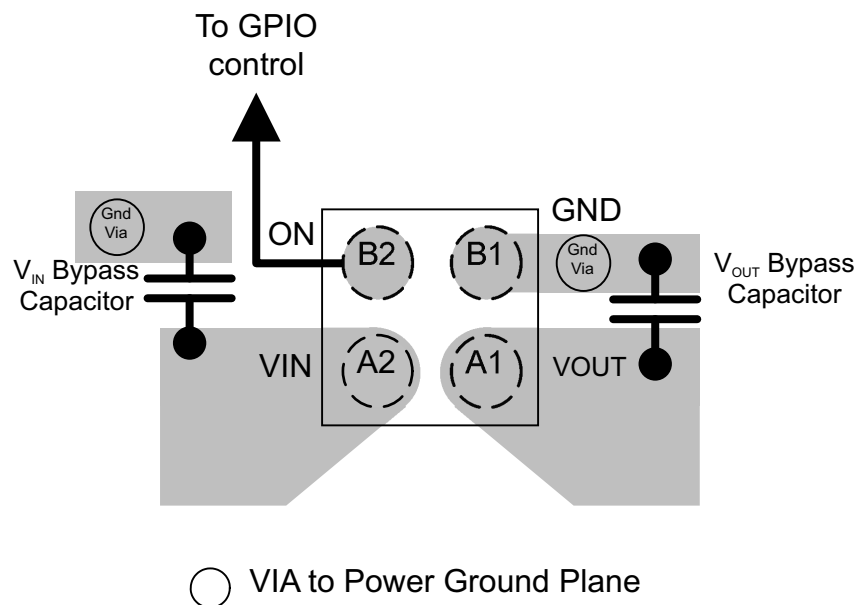 To GPIO
control
Gnd
Via
ON
B2
B1
GND
Gnd
Via
VIN Bypass
Capacitor
VOUT Bypass
Capacitor
VIN
A2
A1
VOUT
VIA to Power Ground Plane